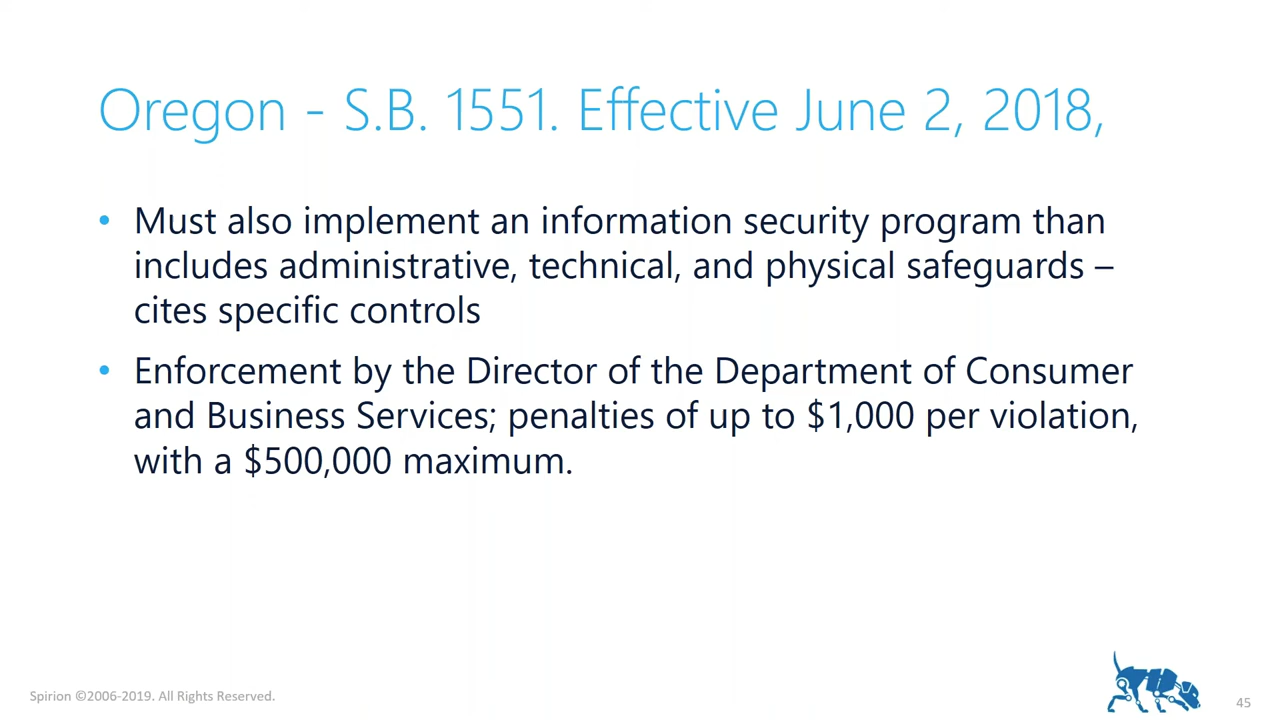 Oregon - S.B. 1551. Effective June 2, 2018,
• Must also implement an information security program than
includes administrative, technical, and physical safeguards –
cites specific controls
• Enforcement by the Director of the Department of Consumer
and Business Services; penalties of up to $1,000 per violation,
with a $500,000 maximum.
Spirion ©2006-2019. All Rights Reserved.
45